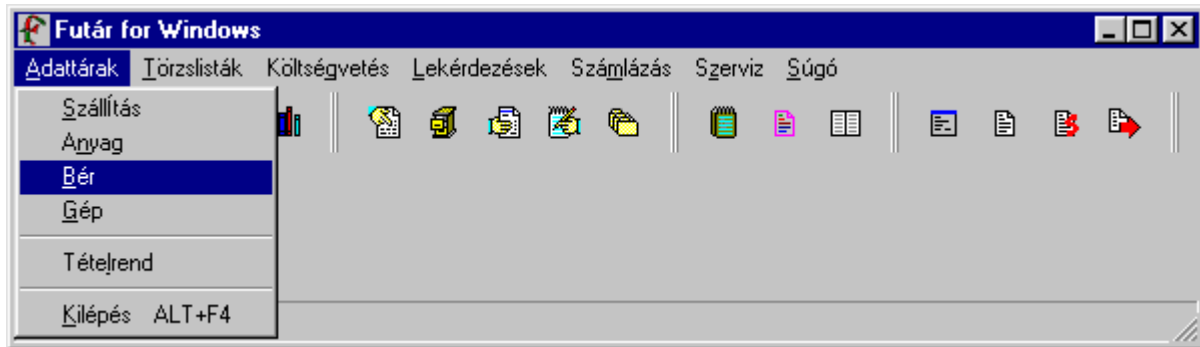 Futár for Windows
Adattárak Törzslisták Költségvetés Lekérdezések Számlázás Szerviz Súgó
Szállítás
Anyag
Bér
Gép
Tételrend
Kilépés ALT+F4